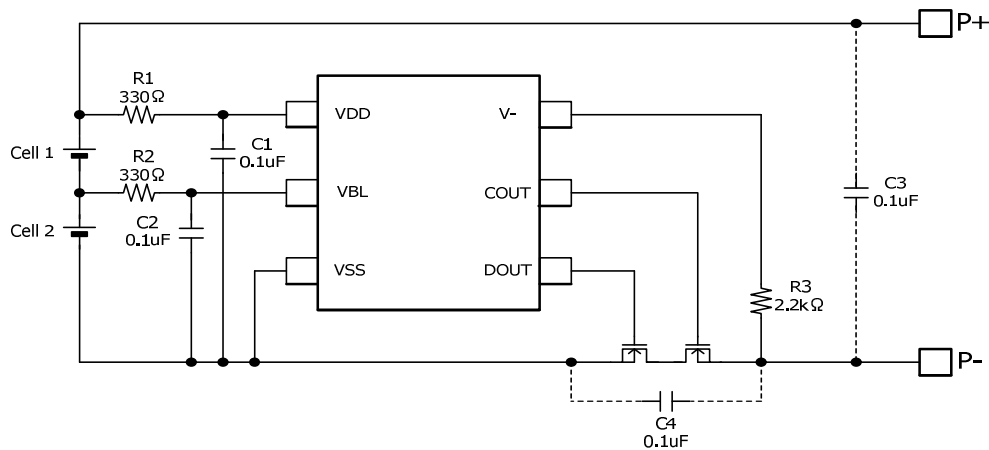 P+
R1
330Ω
VDD
V-
C1
0.1uF
Cell 1
R2
330Ω
C3
0.1uF
VBL
COUT
C2
0.1uF
Cell 2
VSS
DOUT
R3
2.2kΩ
P-
C4
0.1uF